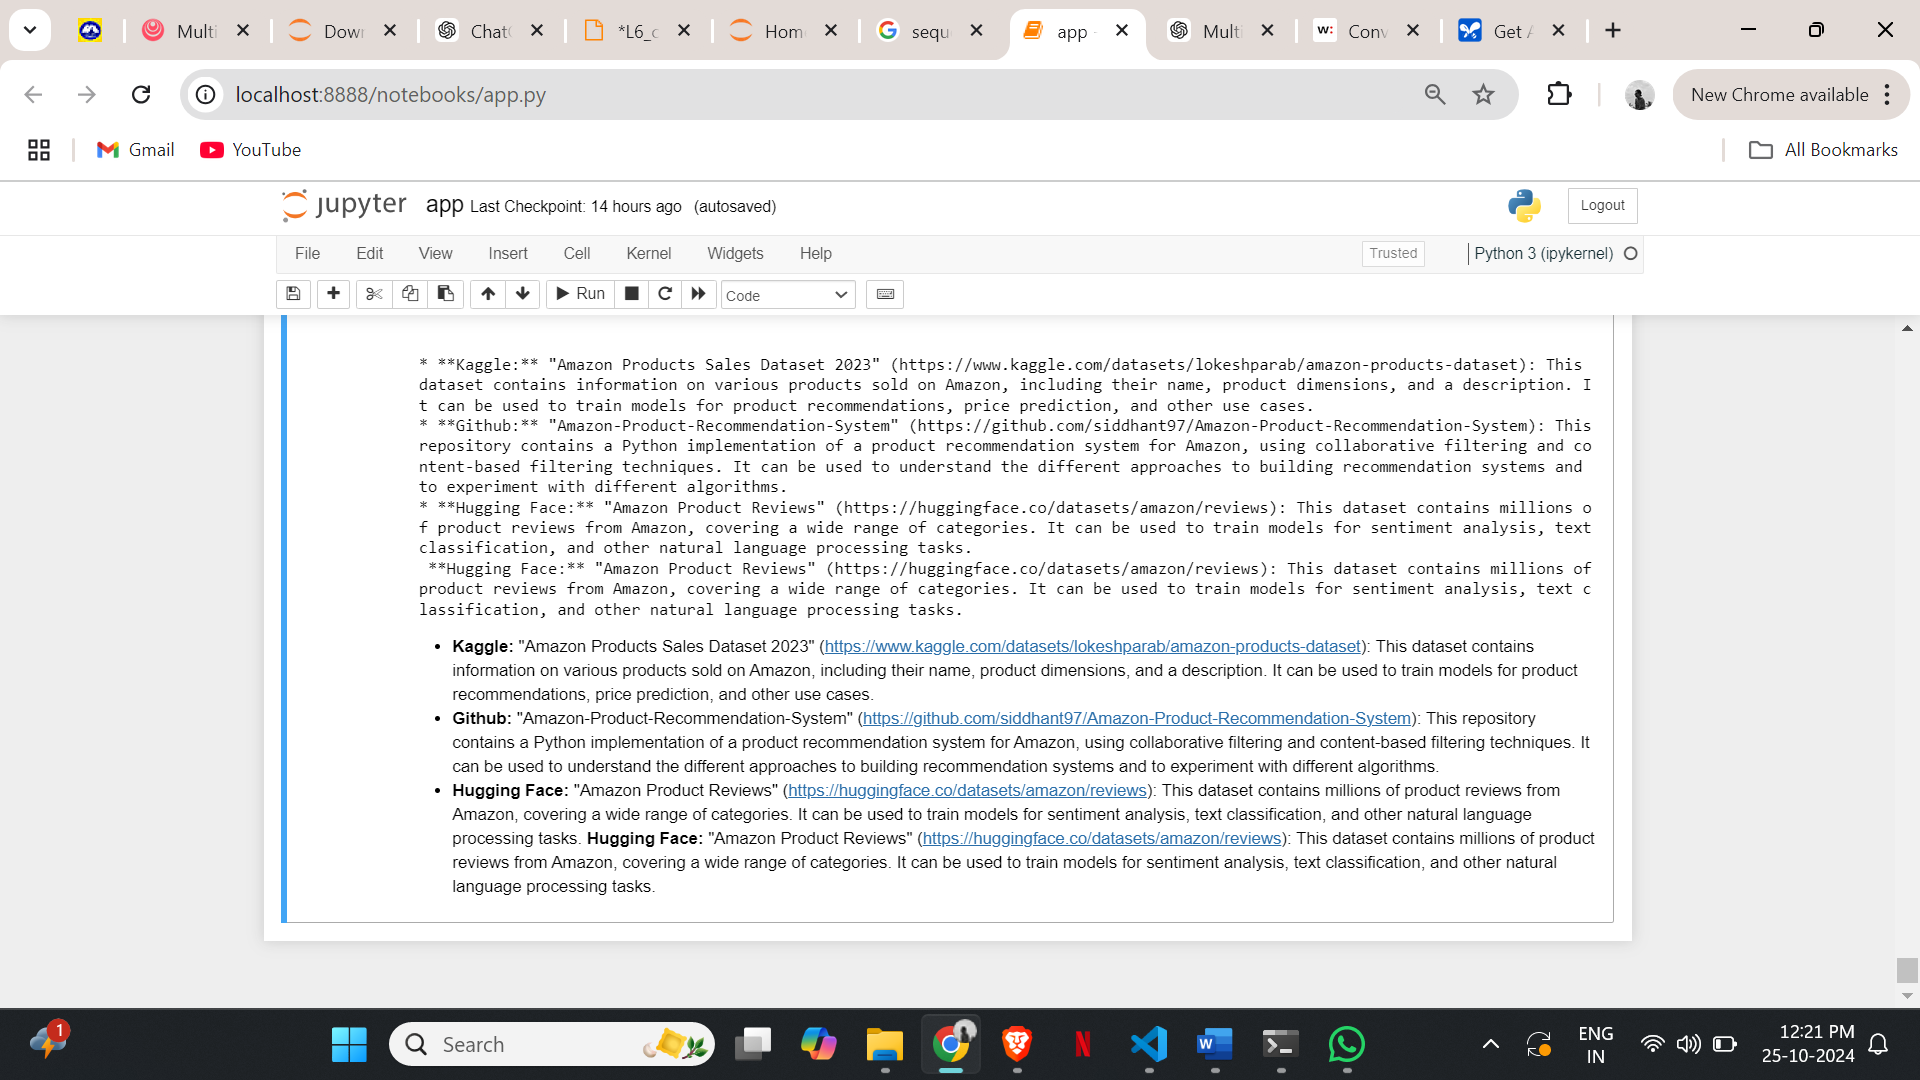 Multi
Down
Chat
*L6_c
Hom
sequ
app -
Multi
Conv
Get A
localhost:8888/notebooks/app.py
New Chrome available
Gmail
YouTube
All Bookmarks
jupyter app Last Checkpoint: 14 hours ago (autosaved)
Logout
File Edit View Insert Cell Kernel Widgets Help
Trusted
Python 3 (ipykernel)
Run
Code
* **Kaggle:** "Amazon Products Sales Dataset 2023" (https://www.kaggle.com/datasets/lokeshparab/amazon-products-dataset): This
dataset contains information on various products sold on Amazon, including their name, product dimensions, and a description. I
t can be used to train models for product recommendations, price prediction, and other use cases.
* **Github:** "Amazon-Product-Recommendation-System" (https://github.com/siddhant97/Amazon-Product-Recommendation-System): This
repository contains a Python implementation of a product recommendation system for Amazon, using collaborative filtering and co
ntent-based filtering techniques. It can be used to understand the different approaches to building recommendation systems and
to experiment with different algorithms.
* **Hugging Face:** "Amazon Product Reviews" (https://huggingface.co/datasets/amazon/reviews): This dataset contains millions o
f product reviews from Amazon, covering a wide range of categories. It can be used to train models for sentiment analysis, text
classification, and other natural language processing tasks.
**Hugging Face:** "Amazon Product Reviews" (https://huggingface.co/datasets/amazon/reviews): This dataset contains millions of
product reviews from Amazon, covering a wide range of categories. It can be used to train models for sentiment analysis, text c
lassification, and other natural language processing tasks.
• Kaggle: "Amazon Products Sales Dataset 2023" (https://www.kaggle.com/datasets/lokeshparab/amazon-products-dataset): This dataset contains
information on various products sold on Amazon, including their name, product dimensions, and a description. It can be used to train models for product
recommendations, price prediction, and other use cases.
• Github: "Amazon-Product-Recommendation-System" (https://github.com/siddhant97/Amazon-Product-Recommendation-System): This repository
contains a Python implementation of a product recommendation system for Amazon, using collaborative filtering and content-based filtering techniques. It
can be used to understand the different approaches to building recommendation systems and to experiment with different algorithms.
• Hugging Face: "Amazon Product Reviews" (https://huggingface.co/datasets/amazon/reviews): This dataset contains millions of product reviews from
Amazon, covering a wide range of categories. It can be used to train models for sentiment analysis, text classification, and other natural language
processing tasks. Hugging Face: "Amazon Product Reviews" (https://huggingface.co/datasets/amazon/reviews): This dataset contains millions of product
reviews from Amazon, covering a wide range of categories. It can be used to train models for sentiment analysis, text classification, and other natural
language processing tasks.
1
Search
ENG
IN
12:21 PM
25-10-2024